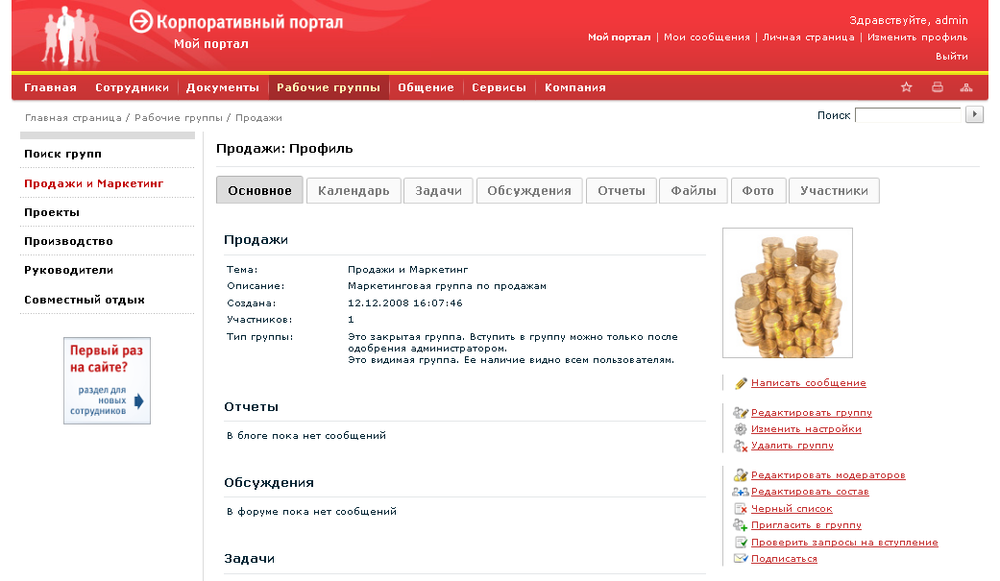 Корпоративный портал
Мой портал
Здравствуйте, admin
Мой портал | Мои сообщения | Личная страница | Изменить профиль
Выйти
Главная Сотрудники Документы Рабочие группы Общение Сервисы Компания
Главная страница / Рабочие группы / Продажи
Поиск
Поиск групп
Продажи и Маркетинг
Проекты
Производство
Руководители
Совместный отдых
Первый раз
на сайте?
раздел для
новых
сотрудников
Продажи: Профиль
Основное Календарь Задачи Обсуждения Отчеты Файлы Фото Участники
Продажи
Тема: Продажи и Маркетинг
Описание: Маркетинговая группа по продажам
Создана: 12.12.2008 16:07:46
Участников: 1
Тип группы: Это закрытая группа. Вступить в группу можно только после
одобрения администратором.
Это видимая группа. Ее наличие видно всем пользователям.
Отчеты
В блоге пока нет сообщений
Обсуждения
В форуме пока нет сообщений
Задачи
Написать сообщение
Редактировать группу
Изменить настройки
Удалить группу
Редактировать модераторов
Редактировать состав
Черный список
Пригласить в группу
Проверить запросы на вступление
Подписаться